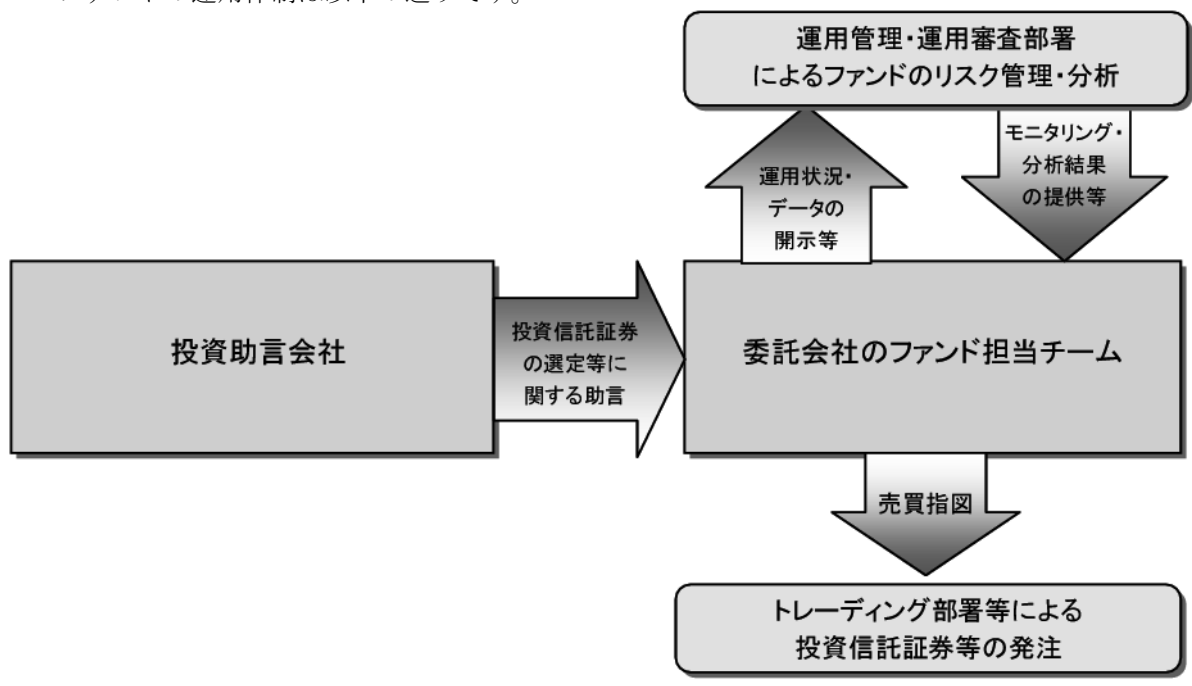 運用管理・運用審査部署
によるファンドのリスク管理・分析
運用状況・
データの
開示等
モニタリング・
分析結果
の提供等
投資助言会社
投資信託証券
の選定等に
関する助言
委託会社のファンド担当チーム
売買指図
トレーディング部署等による
投資信託証券等の発注